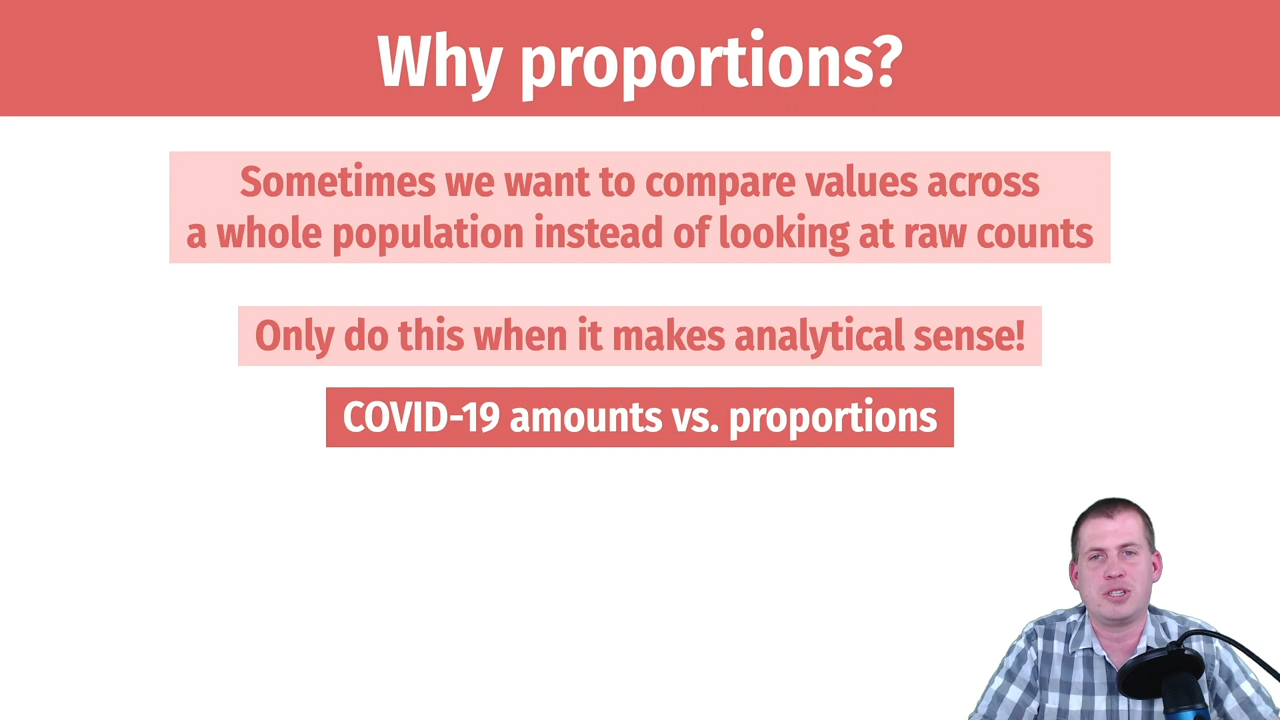 Why proportions?
Sometimes we want to compare values across
a whole population instead of looking at raw counts
Only do this when it makes analytical sense!
COVID-19 amounts vs. proportions